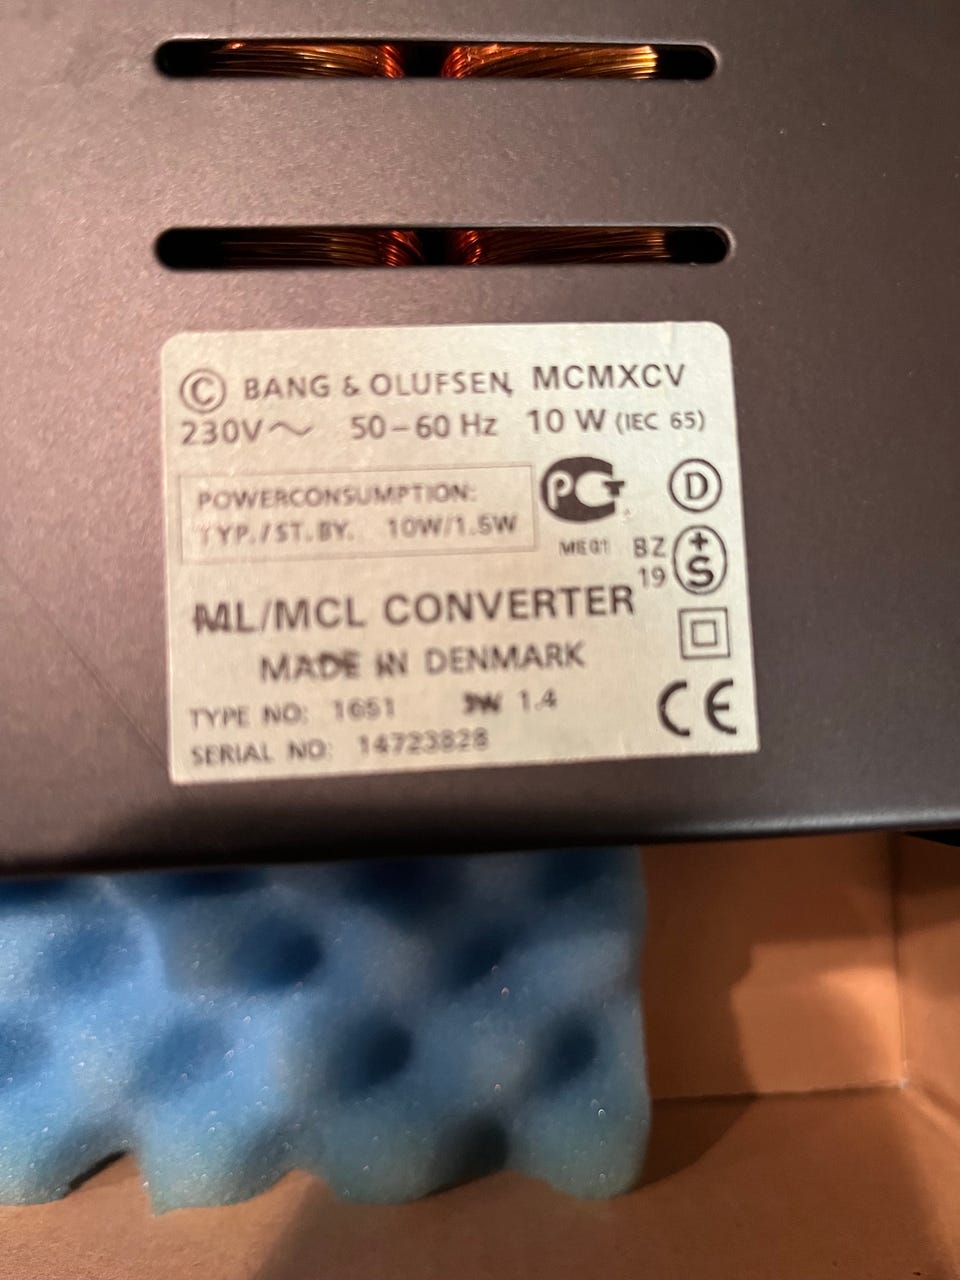 © BANG & OLUFSEN, MCMXCV
230V~ 50-60 Hz 10 W (IEC 65)
POWERCONSUMPTION:
TYP./ST.BY. 10W/1.5W
PCT
D
ME01
BZ
19
+
S
ML/MCL CONVERTER
MADE IN DENMARK
TYPE NO: 1651 1.4
SERIAL NO: 14723828
CE